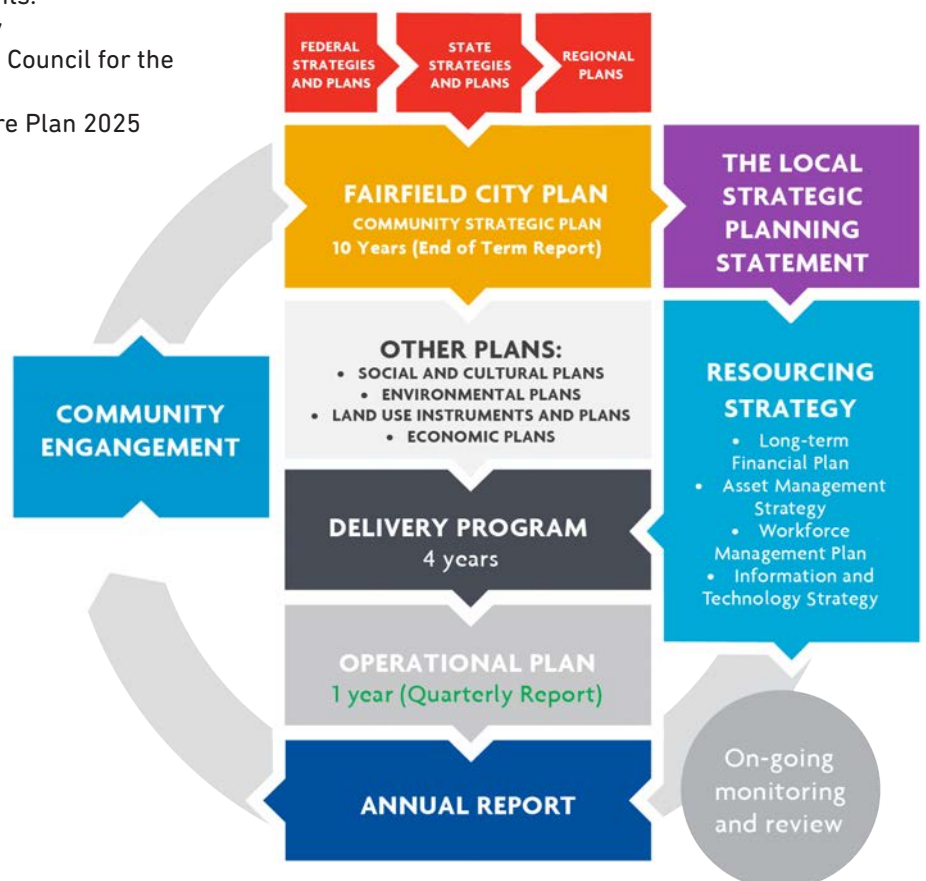 Council for the
re Plan 2025
FEDERAL
STRATEGIES
AND PLANS
STATE
STRATEGIES
AND PLANS
REGIONAL
PLANS
FAIRFIELD CITY PLAN
COMMUNITY STRATEGIC PLAN
10 Years (End of Term Report)
THE LOCAL
STRATEGIC
PLANNING
STATEMENT
OTHER PLANS:
• SOCIAL AND CULTURAL PLANS
• ENVIRONMENTAL PLANS
• LAND USE INSTRUMENTS AND PLANS
• ECONOMIC PLANS
RESOURCING
STRATEGY
• Long-term
Financial Plan
• Asset Management
Strategy
• Workforce
Management Plan
• Information and
Technology Strategy
COMMUNITY
ENGANGEMENT
DELIVERY PROGRAM
4 years
OPERATIONAL PLAN
1 year (Quarterly Report)
ANNUAL REPORT
On-going
monitoring
and review